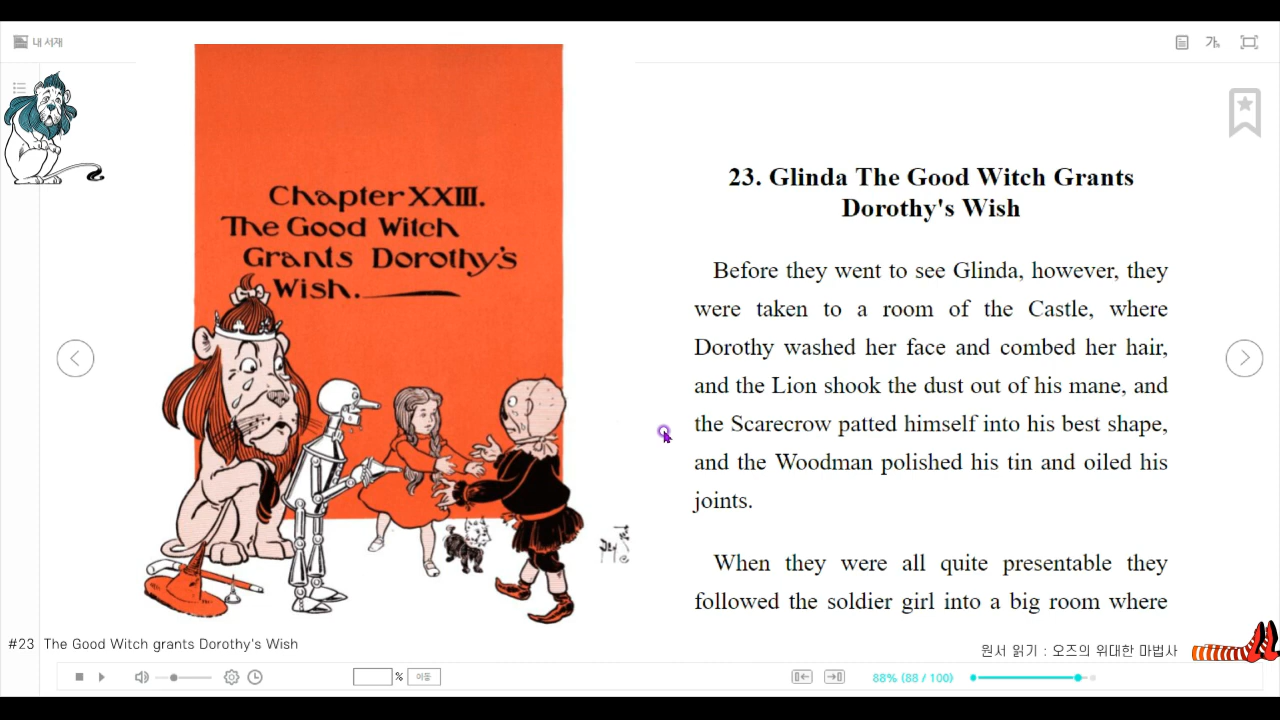 내 서재
Chapter XXIII.
The Good Witch
Grants Dorothy's
Wish.
23. Glinda The Good Witch Grants
Dorothy's Wish
Before they went to see Glinda, however, they
were taken to a room of the Castle, where
Dorothy washed her face and combed her hair,
and the Lion shook the dust out of his mane, and
the Scarecrow patted himself into his best shape,
and the Woodman polished his tin and oiled his
joints.
When they were all quite presentable they
followed the soldier girl into a big room where
#23 The Good Witch grants Dorothy's Wish
원서 읽기 : 오즈의 위대한 마법사
% 이동
88% (88 / 100)